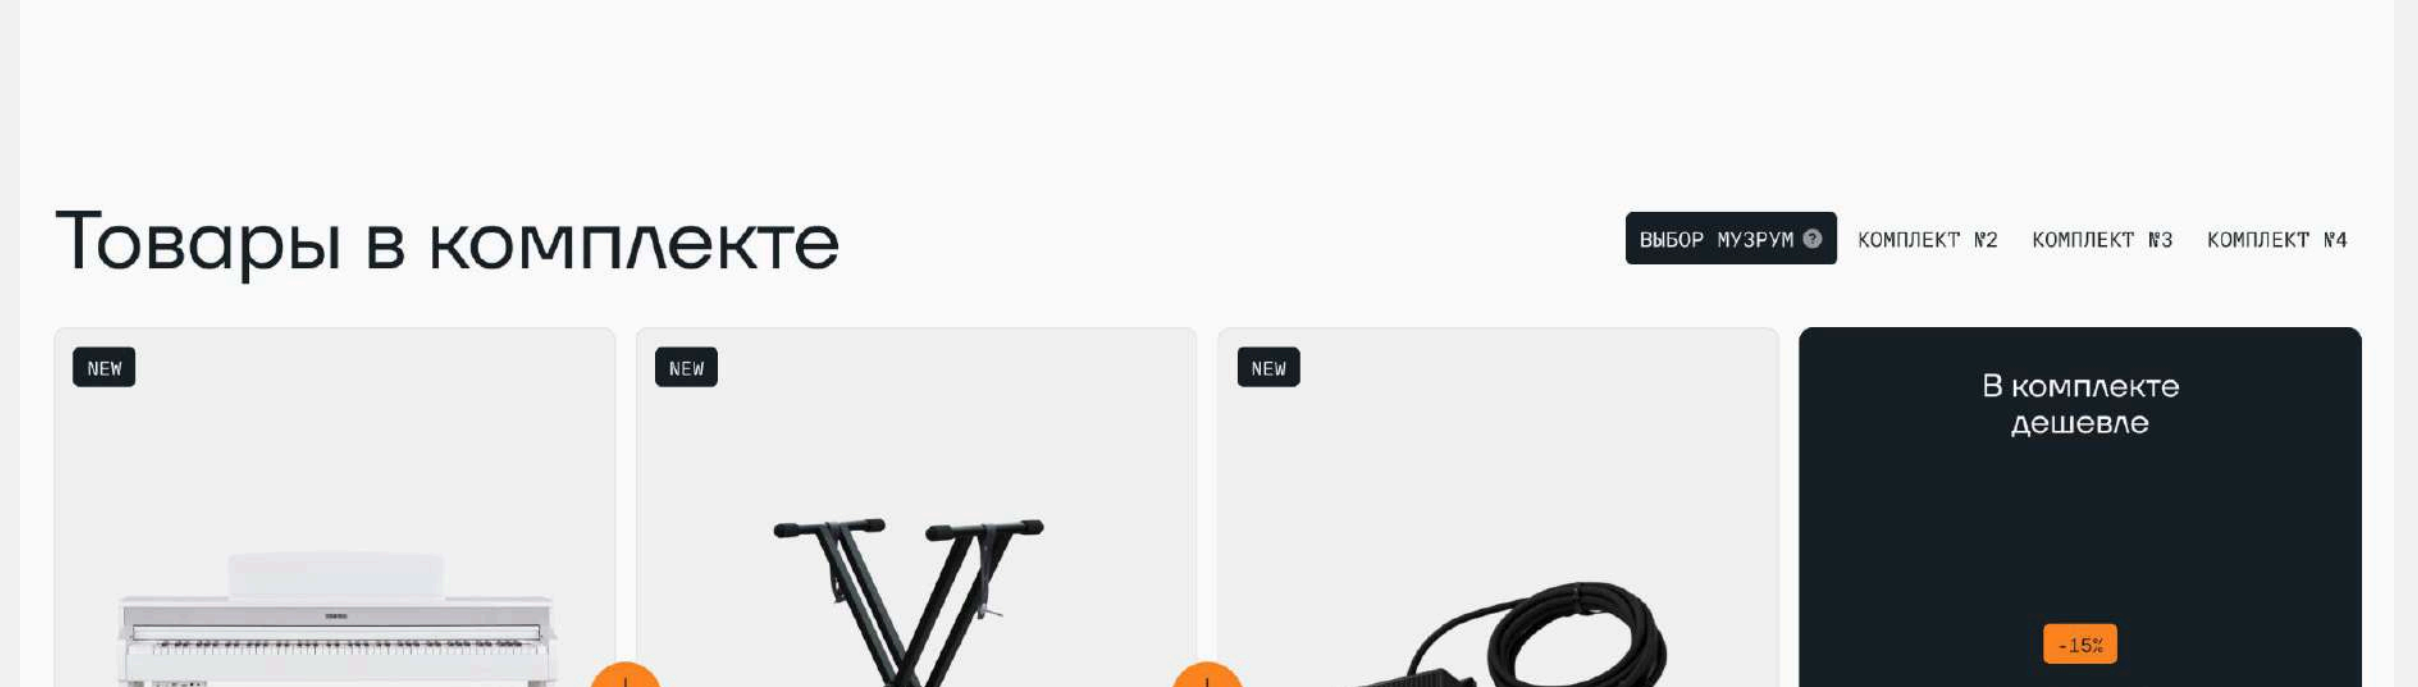 Товары в комплекте
ВЫБОР МУЗРУМ ?
КОМПЛЕКТ №2
КОМПЛЕКТ №3
КОМПЛЕКТ №4
NEW
NEW
NEW
В комплекте
дешевле
-15%